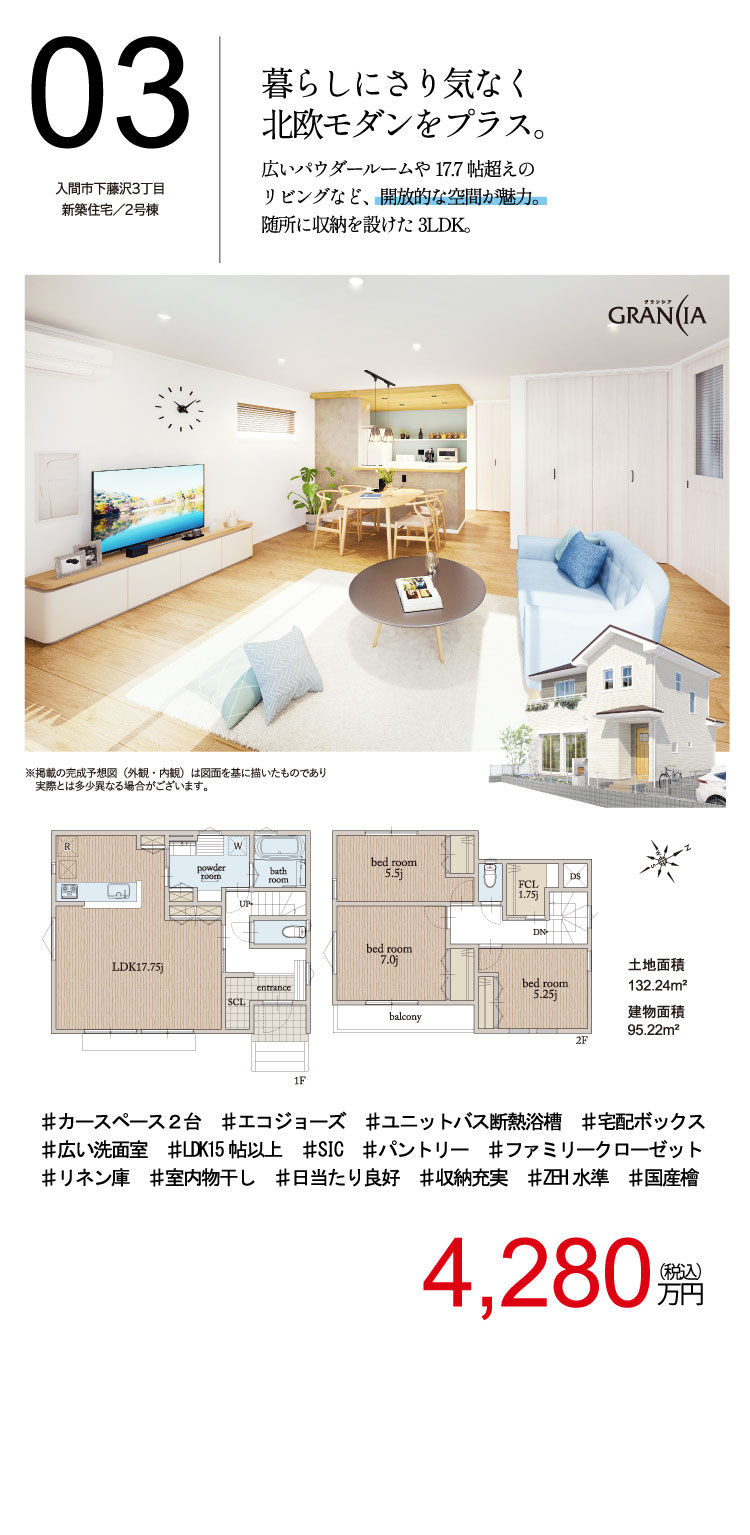 03
入間市下藤沢3丁目
新築住宅／2号棟
暮らしにさり気なく
北欧モダンをプラス。
広いパウダールームや 17.7 帖超えの
リビングなど、開放的な空間が魅力。
随所に収納を設けた 3LDK。
グランシア
GRANCIA
※掲載の完成予想図（外観・内観）は図面を基に描いたものであり
実際とは多少異なる場合がございます。
R
powder
room
W
bath
room
UP
LDK17.75j
entrance
SCL
1F
bed room
5.5j
FCL
1.75j
DS
DN
bed room
7.0j
bed room
5.25j
balcony
2F
N
S
土地面積
132.24m²
建物面積
95.22m²
＃カースペース２台　＃エコジョーズ　＃ユニットバス断熱浴槽　＃宅配ボックス
＃広い洗面室　＃LDK15 帖以上　＃SIC　＃パントリー　＃ファミリークローゼット
＃リネン庫　＃室内物干し　＃日当たり良好　＃収納充実　＃ZEH 水準　＃国産檜
4,280万円（税込）